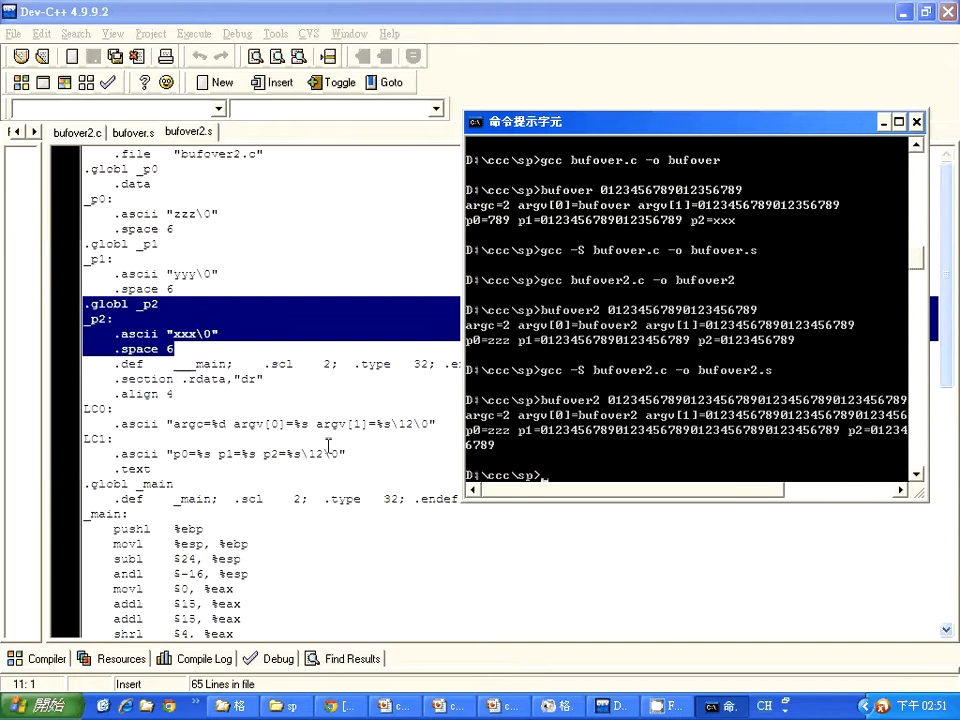 Dev-C++ 4.9.9.2
File Edit Search View Project Execute Debug Tools CVS Window Help
New Insert Toggle Goto
bufover2.c bufover.s bufover2.s
.file "bufover2.c"
.globl _p0
.data
_p0:
.ascii "zzz\0"
.space 6
.globl _p1
_p1:
.ascii "yyy\0"
.space 6
.globl _p2
_p2:
.ascii "xxx\0"
.space 6
.def ___main; .scl 2; .type 32; .en
.section .rdata,"dr"
.align 4
LC0:
.ascii "argc=%d argv[0]=%s argv[1]=%s\12\0"
LC1:
.ascii "p0=%s p1=%s p2=%s\12\0"
.text
.globl _main
.def _main; .scl 2; .type 32; .endef
_main:
pushl %ebp
movl %esp, %ebp
subl $24, %esp
andl $-16, %esp
movl $0, %eax
addl $15, %eax
addl $15, %eax
shrl $4, %eax
命令提示字元
D:\ccc\sp>gcc bufover.c -o bufover
D:\ccc\sp>bufover 0123456789012356789
argc=2 argv[0]=bufover argv[1]=0123456789012356789
p0=789 p1=0123456789012356789 p2=xxx
D:\ccc\sp>gcc -S bufover.c -o bufover.s
D:\ccc\sp>gcc bufover2.c -o bufover2
D:\ccc\sp>bufover2 01234567890123456789
argc=2 argv[0]=bufover2 argv[1]=01234567890123456789
p0=zzz p1=01234567890123456789 p2=0123456789
D:\ccc\sp>gcc -S bufover2.c -o bufover2.s
D:\ccc\sp>bufover2 012345678901234567890123456789
argc=2 argv[0]=bufover2 argv[1]=012345678901234567890123456
p0=zzz p1=012345678901234567890123456789 p2=01234
6789
D:\ccc\sp>
Compiler Resources Compile Log Debug Find Results
11: 1 Insert 65 Lines in file
開始 格 sp [... c... c... c... 格 D... F... 命. CH 下午 02:51